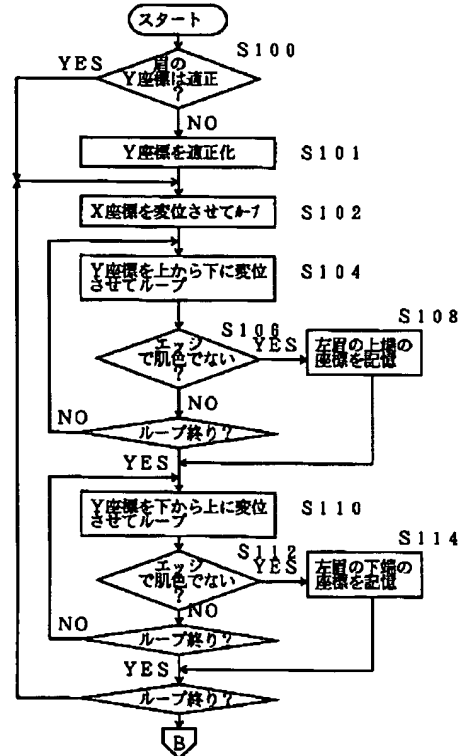 スタート
S100
YES
眉の
Y座標は適正
?
NO
Y座標を適正化
S101
X座標を変位させてループ
S102
Y座標を上から下に変位
させてループ
S104
S106
エッジ
で肌色でない
?
YES
S108
左眉の上端の
座標を記憶
NO
NO
ループ終り?
YES
Y座標を下から上に変位
させてループ
S110
S112
エッジ
で肌色でない
?
YES
S114
左眉の下端の
座標を記憶
NO
NO
ループ終り?
YES
ループ終り?
B